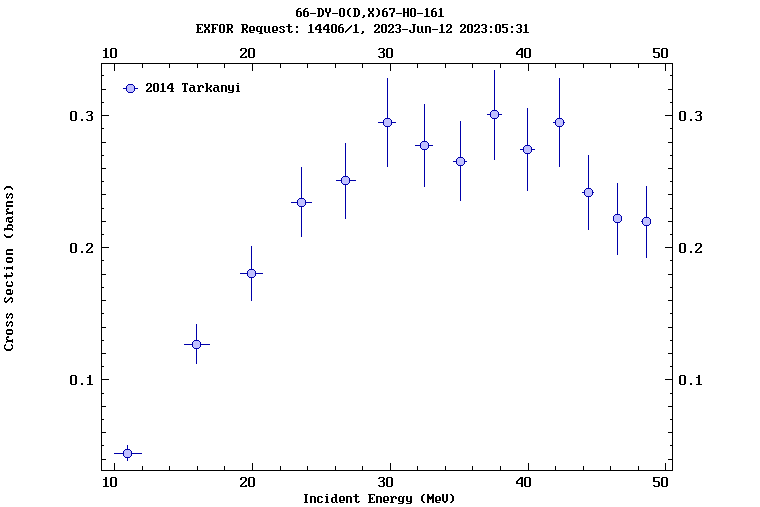 66-DY-0(D,X)67-HO-161
EXFOR Request: 14406/1, 2023-Jun-12 2023:05:31
10 20 30 40 50
2014 Tarkanyi
0.3 0.3
0.2 0.2
0.1 0.1
Cross Section (barns)
10 20 30 40 50
Incident Energy (MeV)